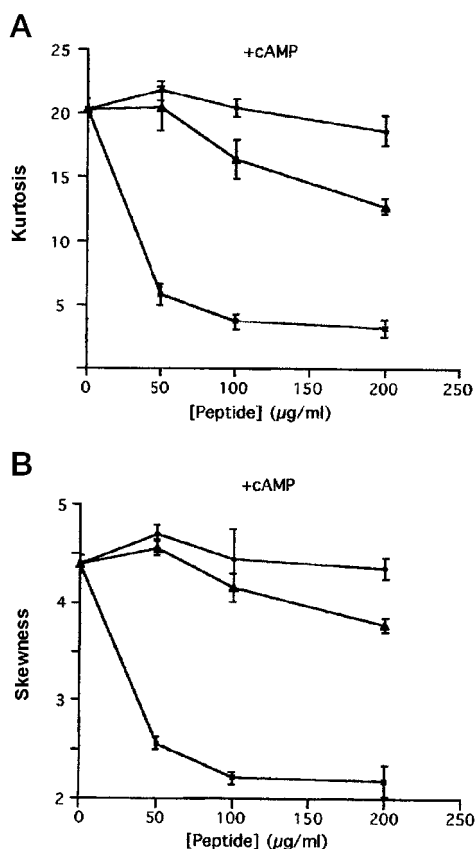 A
+cAMP
25
20
15
10
5
Kurtosis
0 50 100 150 200 250
[Peptide] (µg/ml)
B
+cAMP
5
4
3
2
Skewness
0 50 100 150 200 250
[Peptide] (µg/ml)